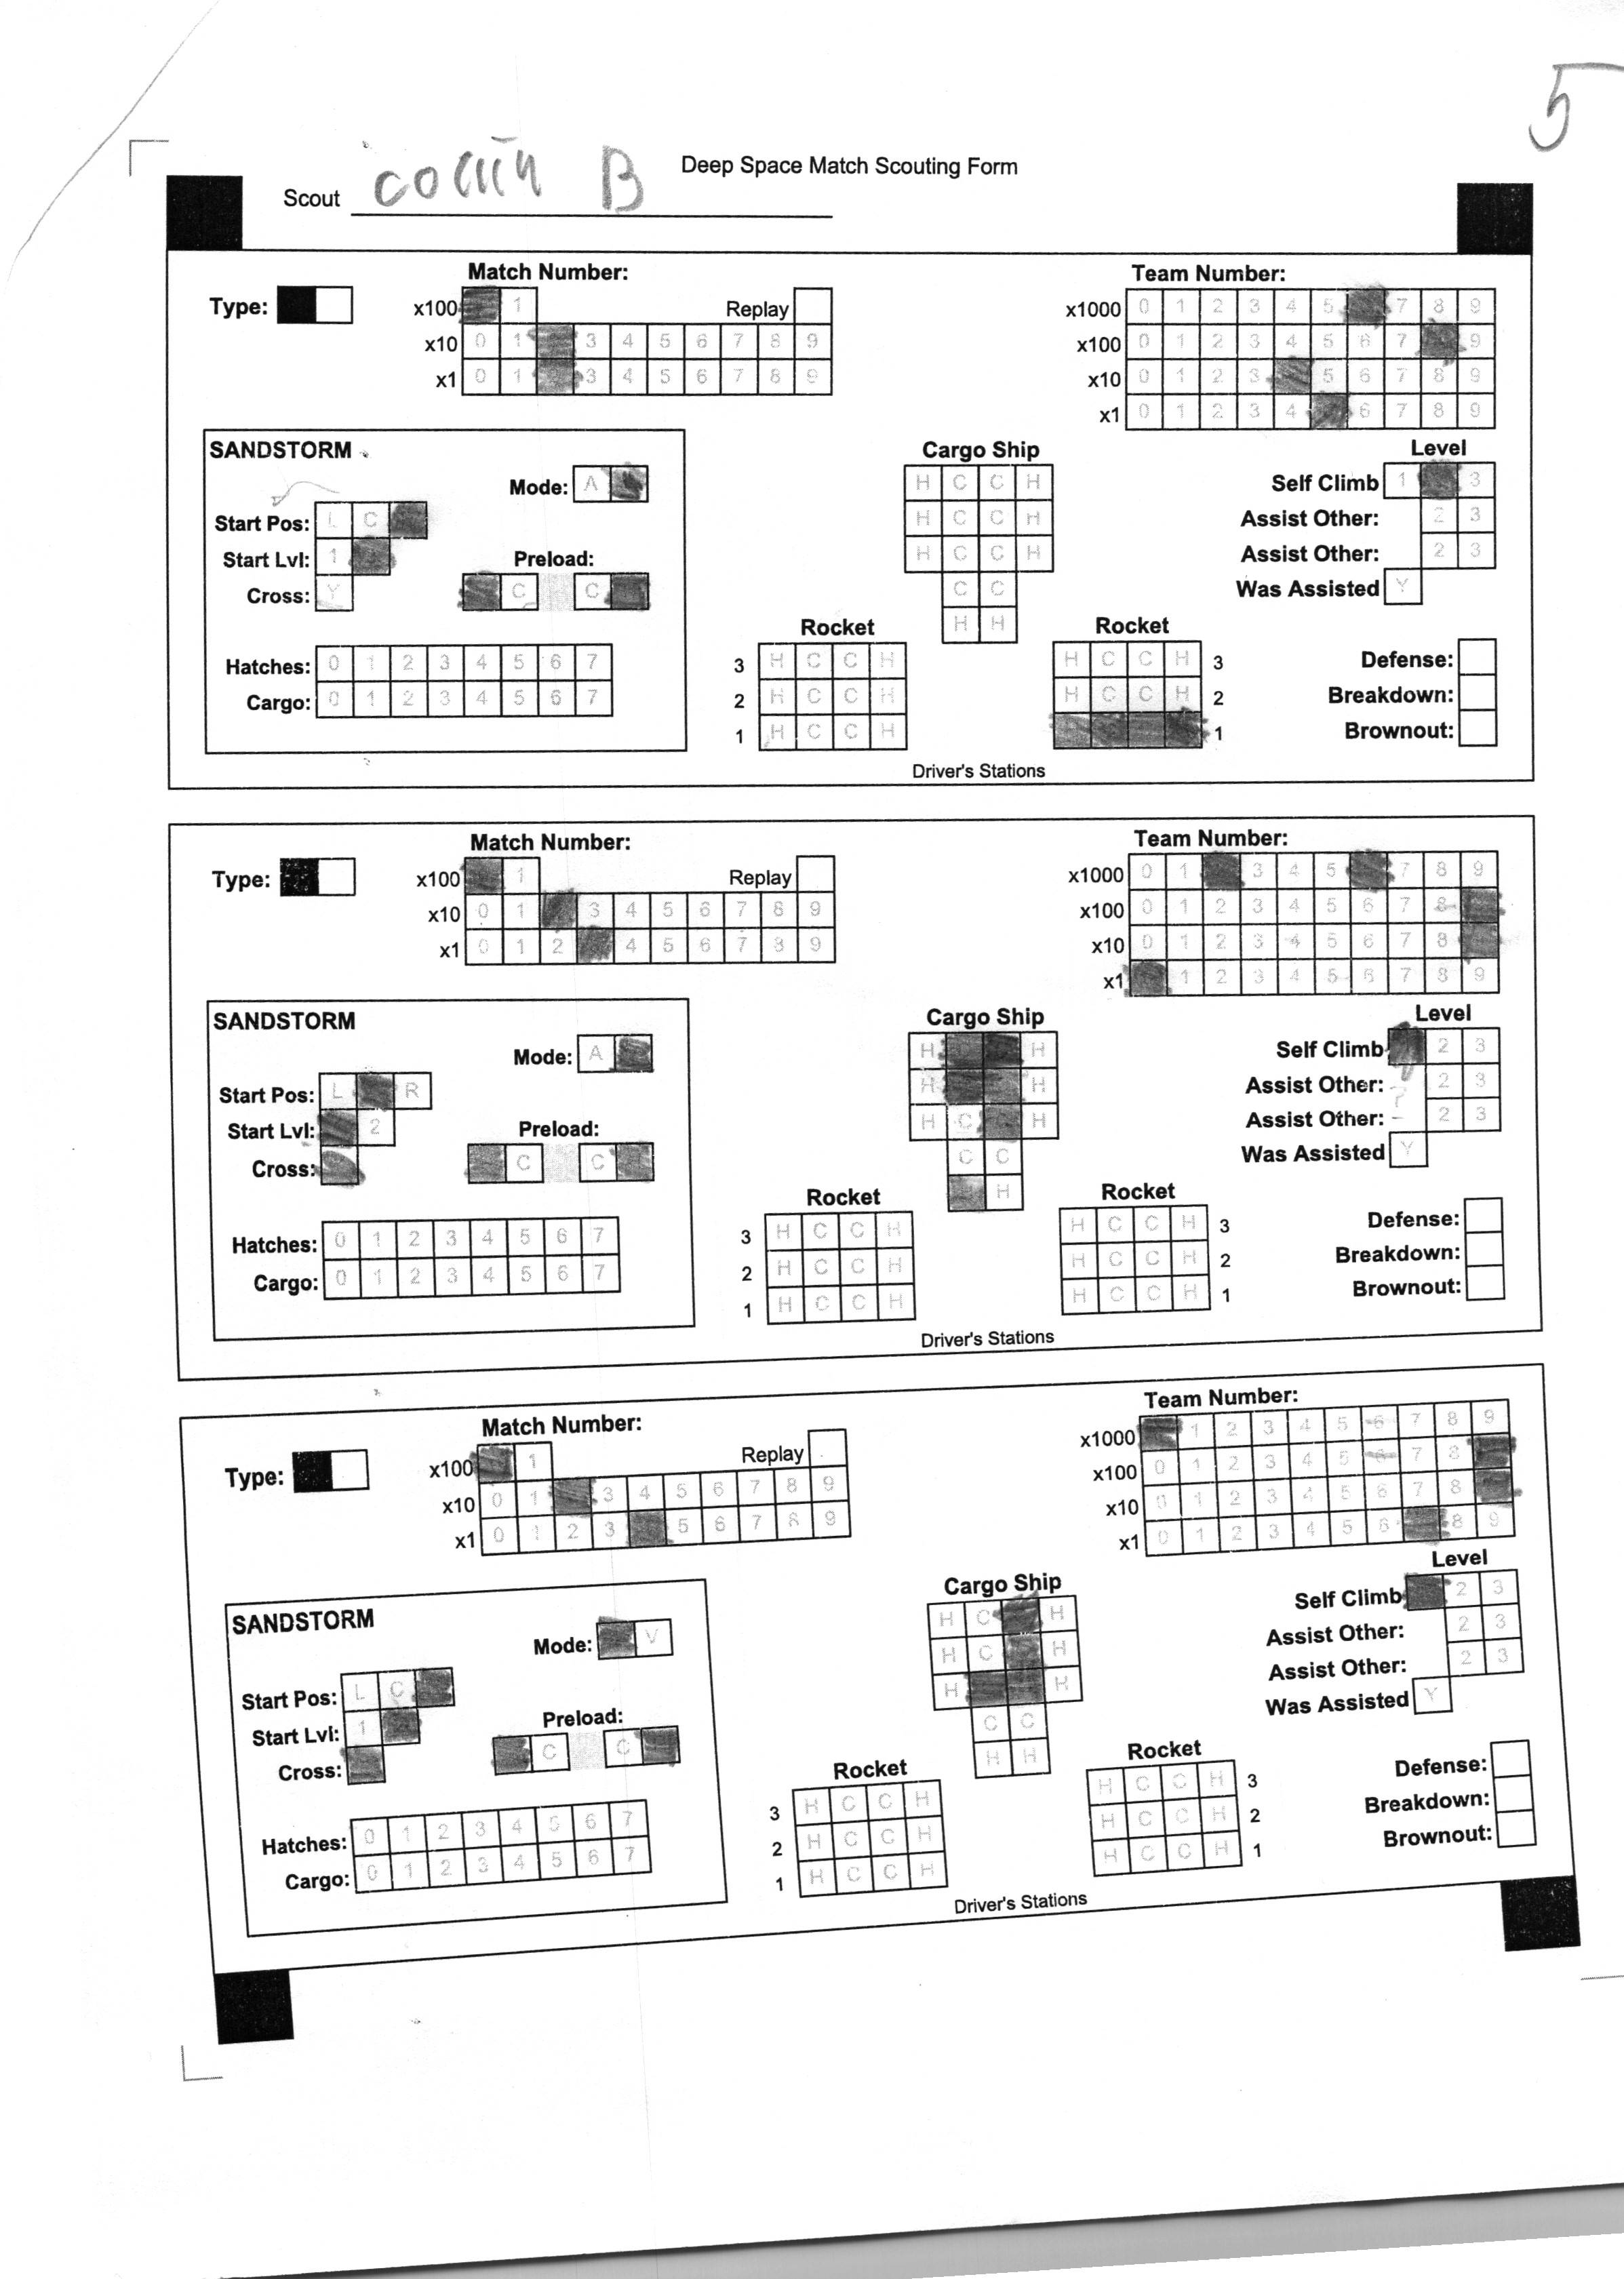 5
Deep Space Match Scouting Form
Scout Collin B
Match Number:
Team Number:
Type:
x100 1
Replay
x10 0 1 3 4 5 6 7 8 9
x1 0 1 3 4 5 6 7 8 9
x1000 0 1 2 3 4 5 7 8 9
x100 0 1 2 3 4 5 6 7 9
x10 0 1 2 3 5 6 7 8 9
x1 0 1 2 3 4 6 7 8 9
SANDSTORM
Mode: A
Start Pos: L C
Start Lvl: 1
Cross: Y
Preload:
C C
Hatches: 0 1 2 3 4 5 6 7
Cargo: 0 1 2 3 4 5 6 7
Cargo Ship
H C C H
H C C H
H C C H
C C
H H
Rocket
3 H C C H
2 H C C H
1 H C C H
Rocket
H C C H 3
H C C H 2
1
Driver's Stations
Level
Self Climb 1 3
Assist Other: 2 3
Assist Other: 2 3
Was Assisted Y
Defense:
Breakdown:
Brownout:
Match Number:
Team Number:
Type:
x100 1
Replay
x10 0 1 3 4 5 6 7 8 9
x1 0 1 2 4 5 6 7 8 9
x1000 0 1 3 4 5 7 8 9
x100 0 1 2 3 4 5 6 7 8
x10 0 1 2 3 4 5 6 7 8
x1 1 2 3 4 5 6 7 8 9
SANDSTORM
Mode: A
Start Pos: L R
Start Lvl: 2
Cross:
Preload:
C C
Hatches: 0 1 2 3 4 5 6 7
Cargo: 0 1 2 3 4 5 6 7
Cargo Ship
H H
H H
H C H
C C
H
Rocket
3 H C C H
2 H C C H
1 H C C H
Rocket
H C C H 3
H C C H 2
H C C H 1
Driver's Stations
Level
Self Climb 2 3
Assist Other: 2 3
Assist Other: 2 3
Was Assisted Y
Defense:
Breakdown:
Brownout:
Match Number:
Team Number:
Type:
x100 1
Replay
x10 0 1 3 4 5 6 7 8 9
x1 0 1 2 3 5 6 7 8 9
x1000 1 2 3 4 5 6 7 8 9
x100 0 1 2 3 4 5 6 7 8
x10 0 1 2 3 4 5 6 7 8
x1 0 1 2 3 4 5 6 8 9
SANDSTORM
Mode: V
Start Pos: L C
Start Lvl: 1
Cross:
Preload:
C C
Hatches: 0 1 2 3 4 5 6 7
Cargo: 0 1 2 3 4 5 6 7
Cargo Ship
H C H
H C H
H H
C C
H H
Rocket
3 H C C H
2 H C C H
1 H C C H
Rocket
H C C H 3
H C C H 2
H C C H 1
Driver's Stations
Level
Self Climb 2 3
Assist Other: 2 3
Assist Other: 2 3
Was Assisted Y
Defense:
Breakdown:
Brownout: